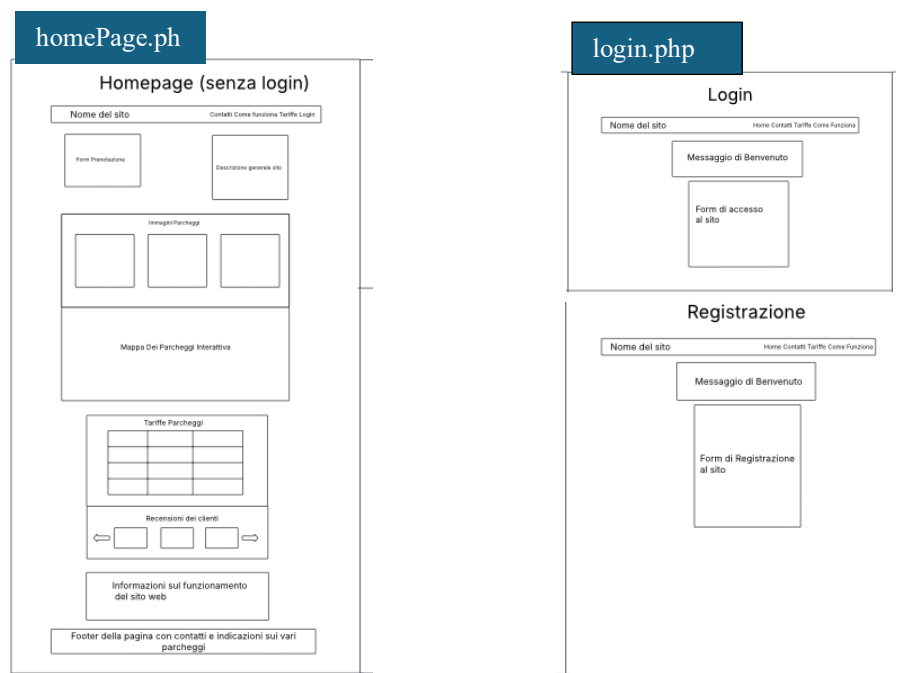 homePage.ph
Homepage (senza login)
Nome del sito
Contatti Come funziona Tariffe Login
Form Prenotazione
Descrizione generale sito
Immagini Parcheggi
Mappa Dei Parcheggi Interattiva
Tariffe Parcheggi
Recensioni dei clienti
Informazioni sul funzionamento
del sito web
Footer della pagina con contatti e indicazioni sui vari
parcheggi
login.php
Login
Nome del sito
Home Contatti Tariffe Come Funziona
Messaggio di Benvenuto
Form di accesso
al sito
Registrazione
Nome del sito
Home Contatti Tariffe Come Funziona
Messaggio di Benvenuto
Form di Registrazione
al sito